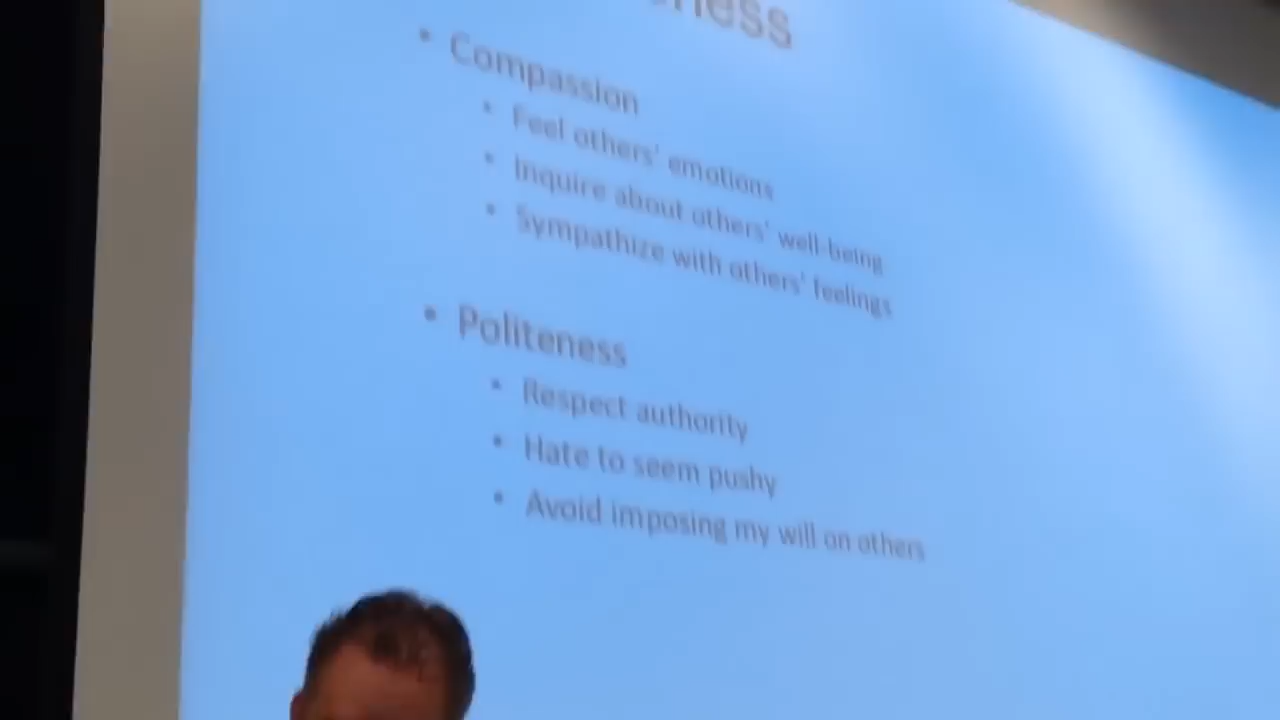 • Compassion
• Feel others' emotions
• Inquire about others' well-being
• Sympathize with others' feelings
• Politeness
• Respect authority
• Hate to seem pushy
• Avoid imposing my will on others